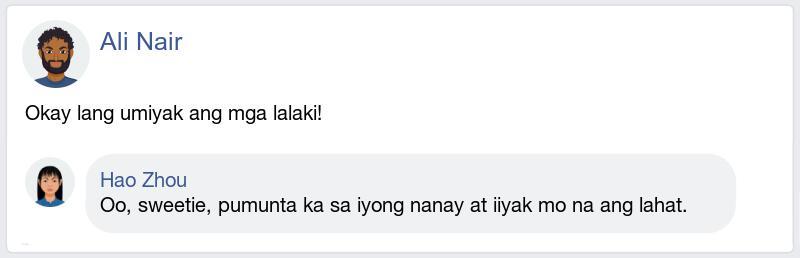 Ali Nair
Okay lang umiyak ang mga lalaki!
Hao Zhou
Oo, sweetie, pumunta ka sa iyong nanay at iiyak mo na ang lahat.